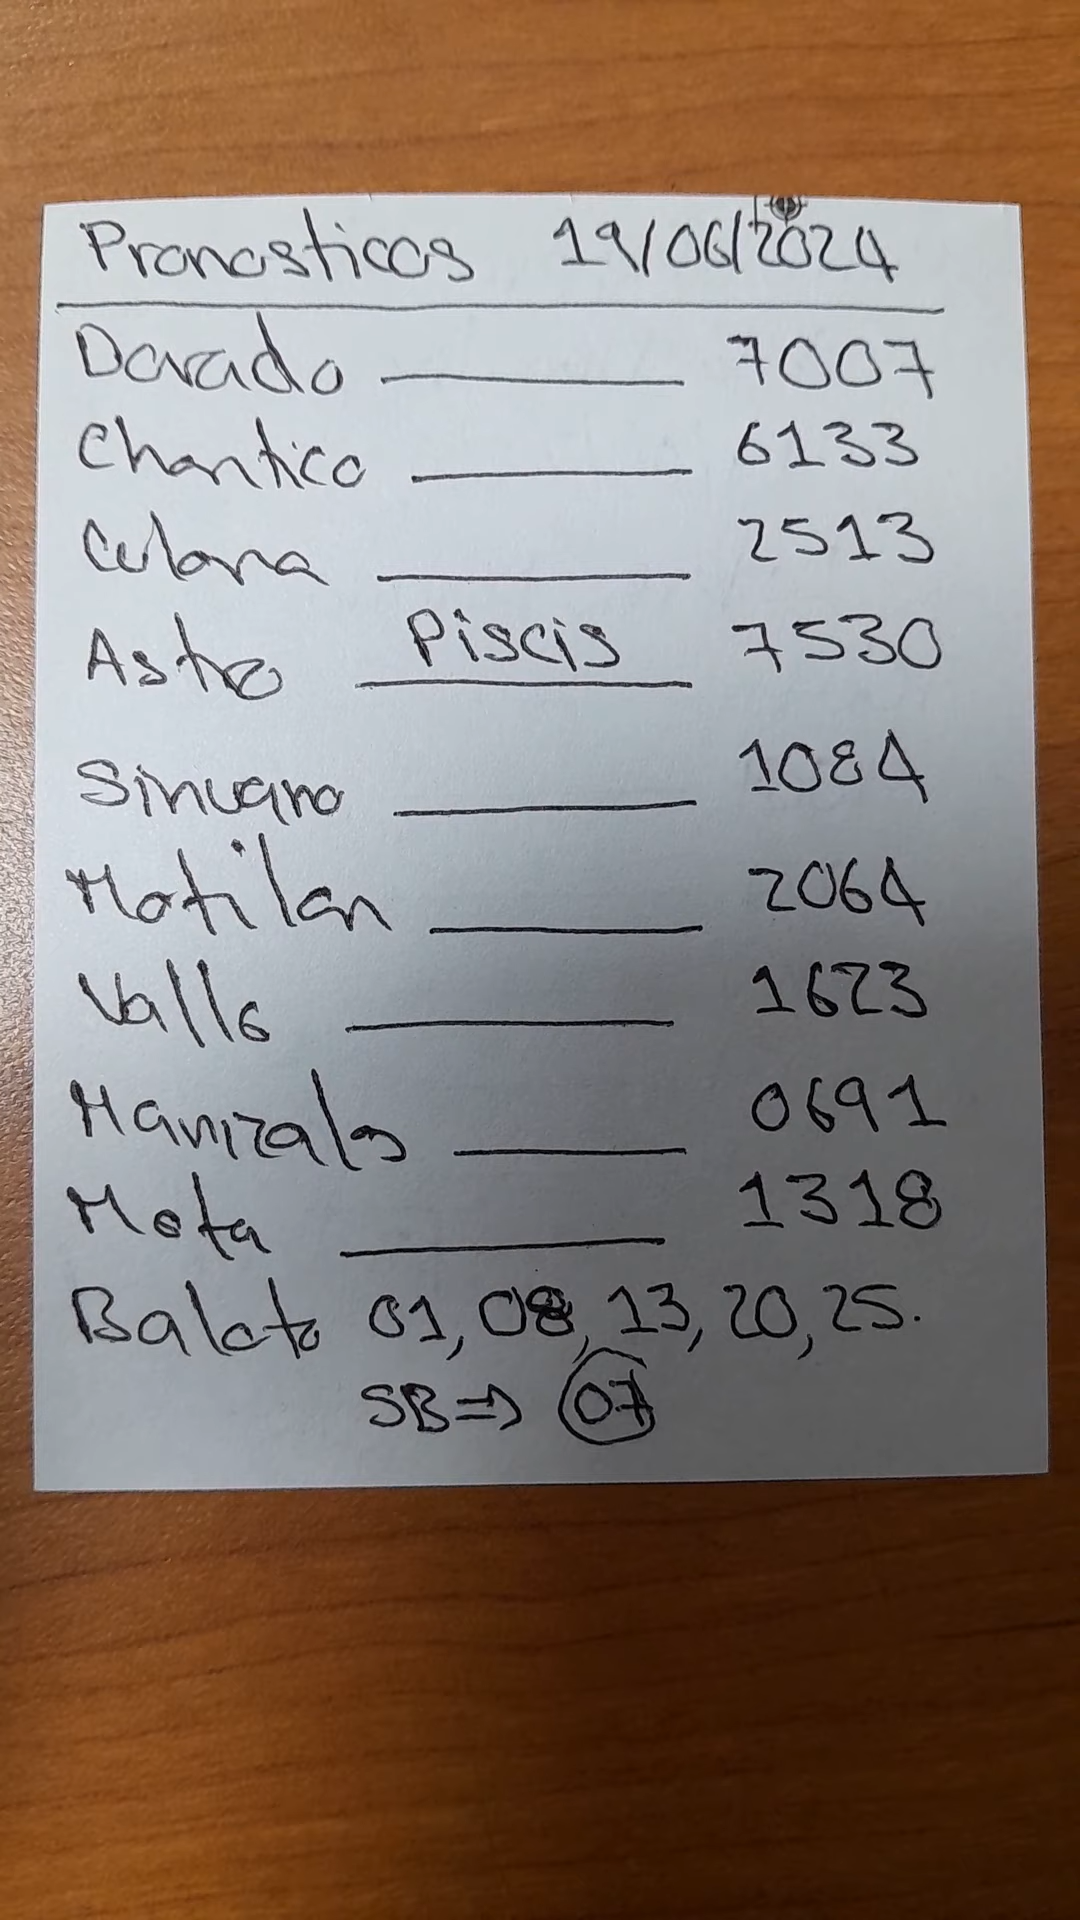 Pronosticos 19/06/2024
Dorado 7007
Chontico 6133
Culona 2513
Astro Piscis 7530
Sinuano 1084
Motilon 2064
Valle 1623
Manizales 0691
Meta 1318
Baloto 01, 08, 13, 20, 25.
SB⇒ 07